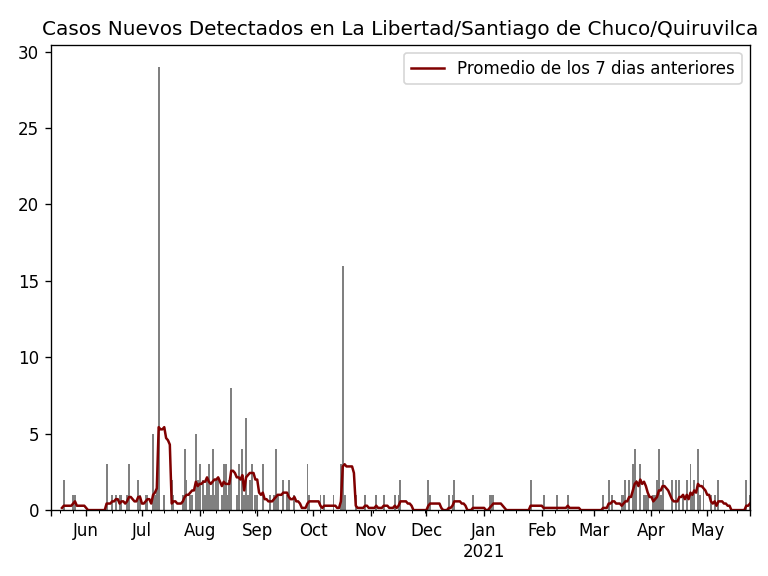 Casos Nuevos Detectados en La Libertad/Santiago de Chuco/Quiruvilca
Promedio de los 7 dias anteriores
30
25
20
15
10
5
0
Jun Jul Aug Sep Oct Nov Dec Jan Feb Mar Apr May
2021